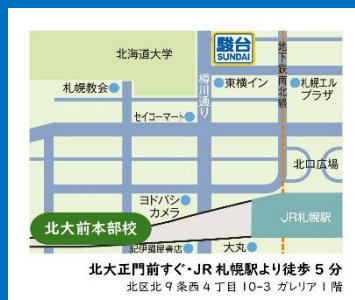 北海道大学
駿台
SUNDAI
地下鉄南北線
札幌教会
樽川通り
東横イン
札幌エル
プラザ
セイコーマート
北口広場
ヨドバシ
カメラ
JR札幌駅
北大前本部校
紀伊國屋書店
大丸
北大正門前すぐ・JR札幌駅より徒歩5分
北区北9条西4丁目10-3 ガレリア1階